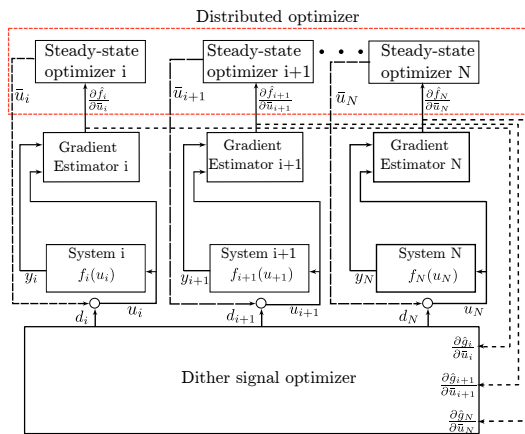 Distributed optimizer
Steady-state optimizer i
Steady-state optimizer i+1
• • •
Steady-state optimizer N
ū_i
∂f̂_i/∂ū_i
ū_{i+1}
∂f̂_{i+1}/∂ū_{i+1}
ū_N
∂f̂_N/∂ū_N
Gradient Estimator i
Gradient Estimator i+1
Gradient Estimator N
System i
f_i(u_i)
System i+1
f_{i+1}(u_{+1})
System N
f_N(u_N)
y_i
y_{i+1}
y_N
d_i
u_i
d_{i+1}
u_{i+1}
d_N
u_N
Dither signal optimizer
∂ĝ_i/∂ū_i
∂ĝ_{i+1}/∂ū_{i+1}
∂ĝ_N/∂ū_N